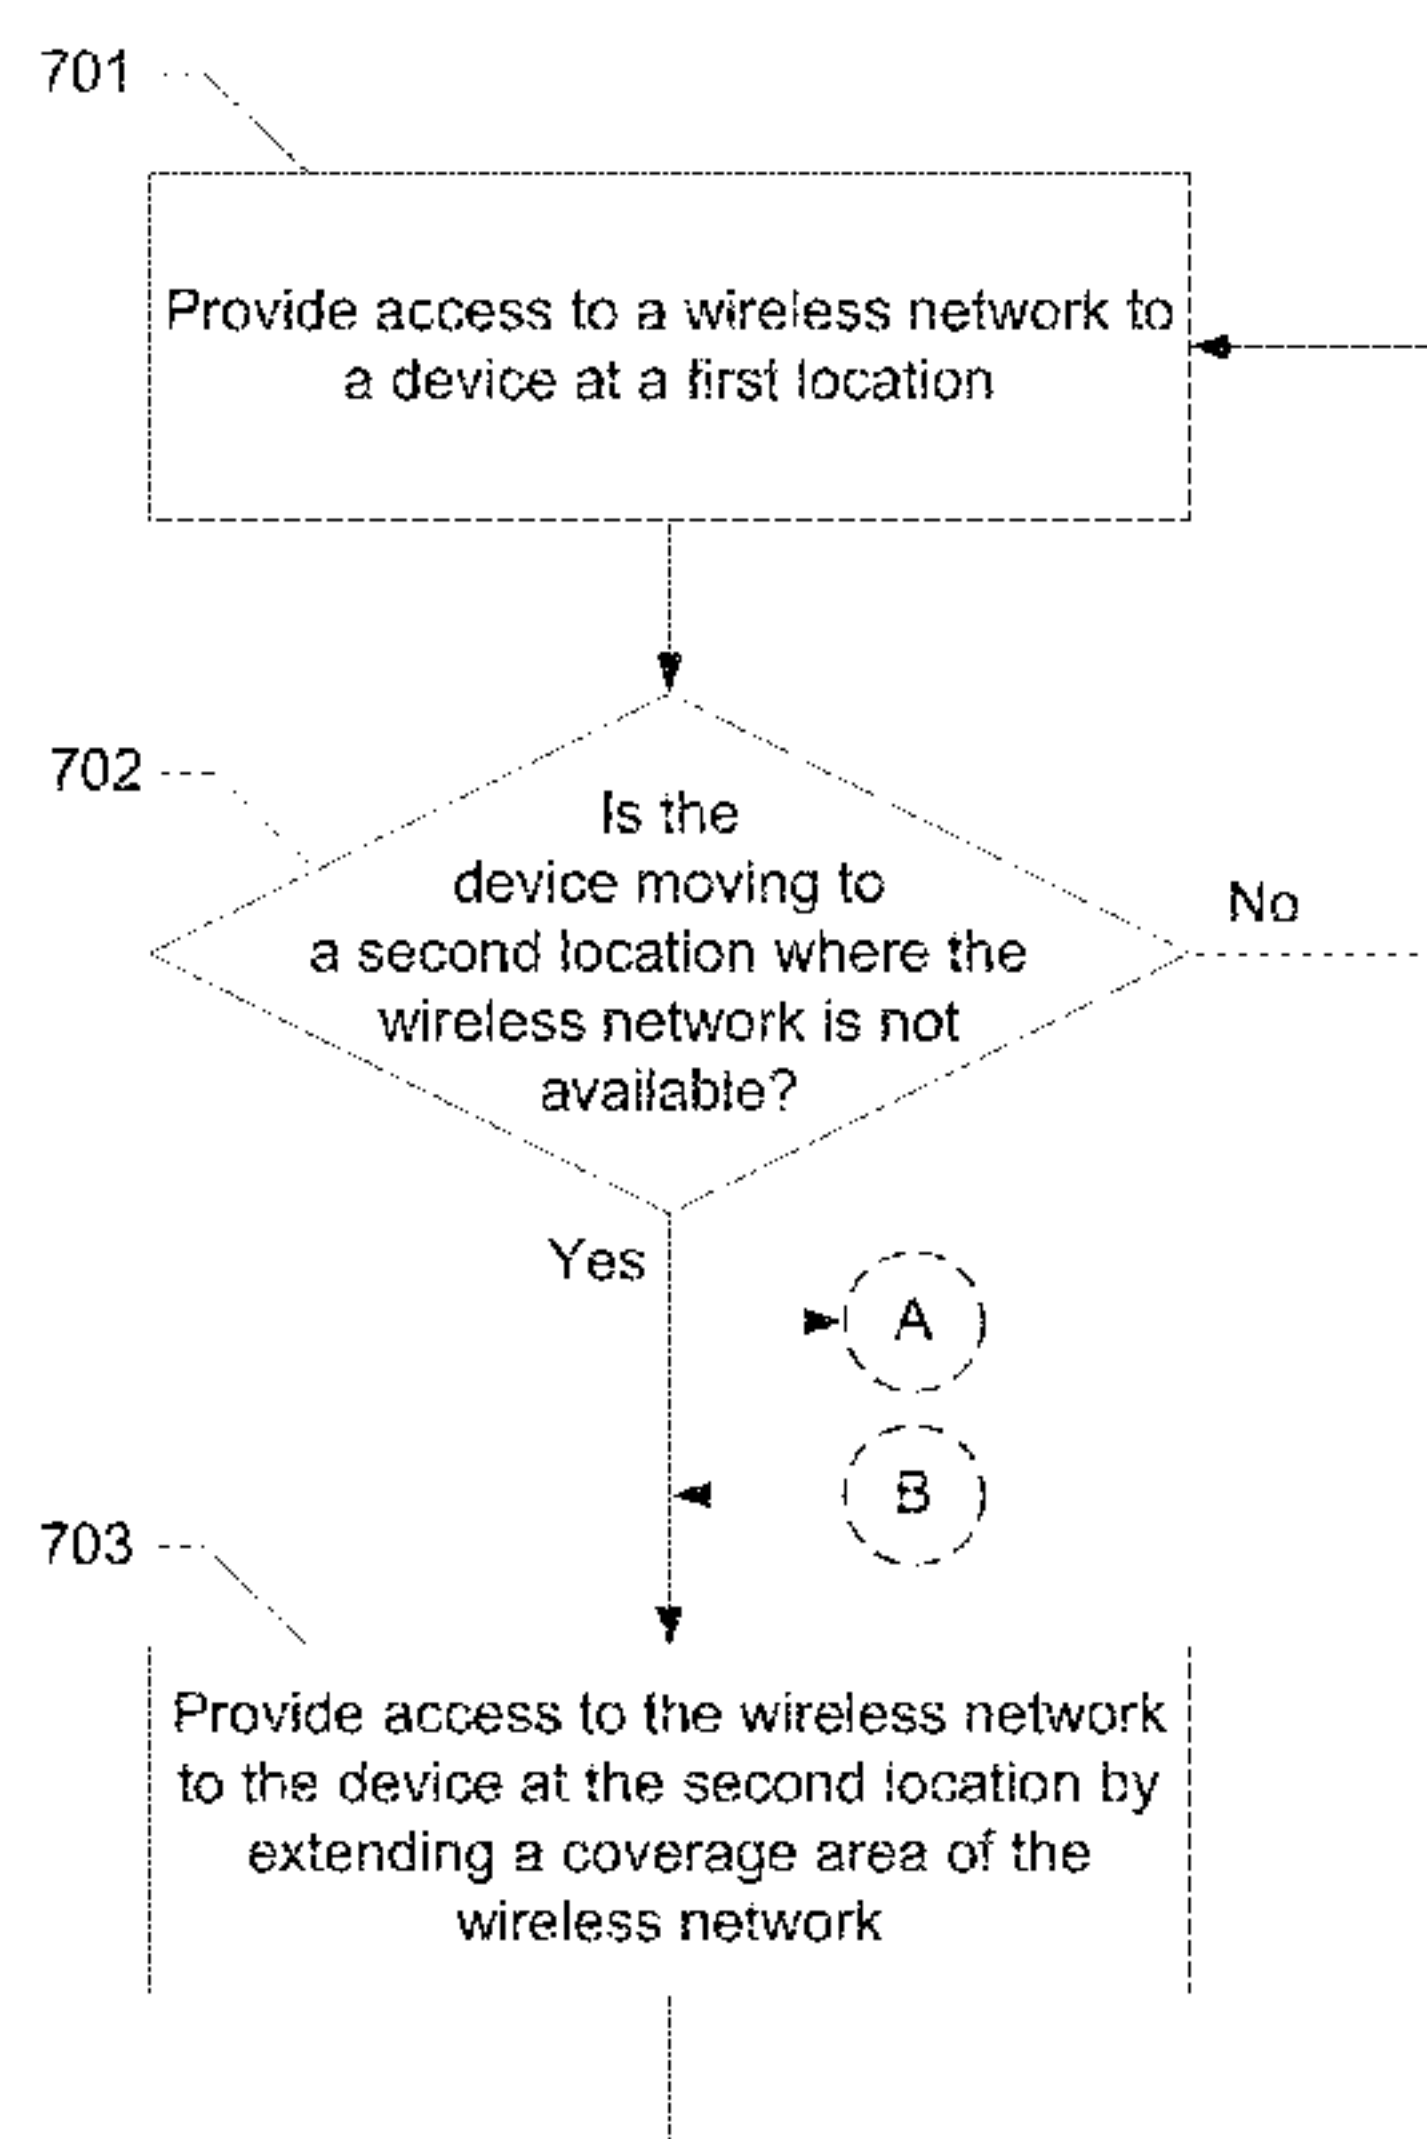 701
Provide access to a wireless network to
a device at a first location
702
Is the
device moving to
a second location where the
wireless network is not
available?
No
Yes
A
B
703
Provide access to the wireless network
to the device at the second location by
extending a coverage area of the
wireless network